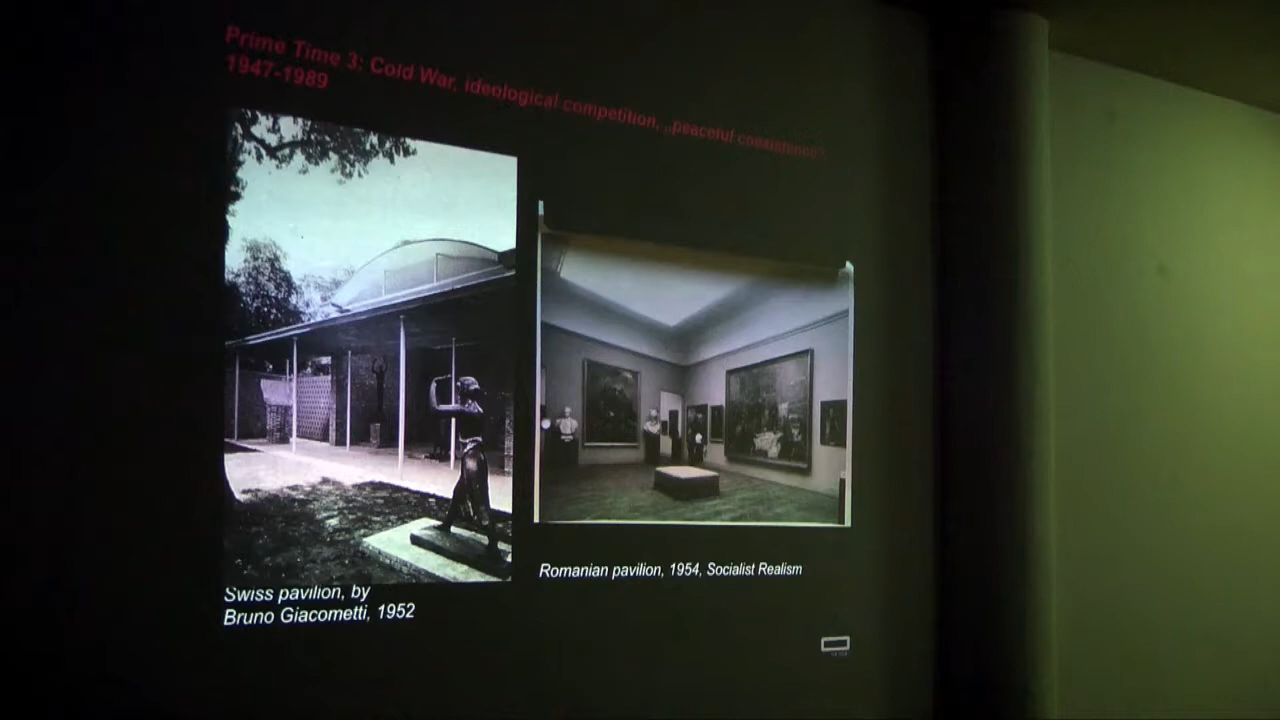 Prime Time 3: Cold War, ideological competition, „peaceful coexistence“,
1947-1989
Swiss pavilion, by
Bruno Giacometti, 1952
Romanian pavilion, 1954, Socialist Realism